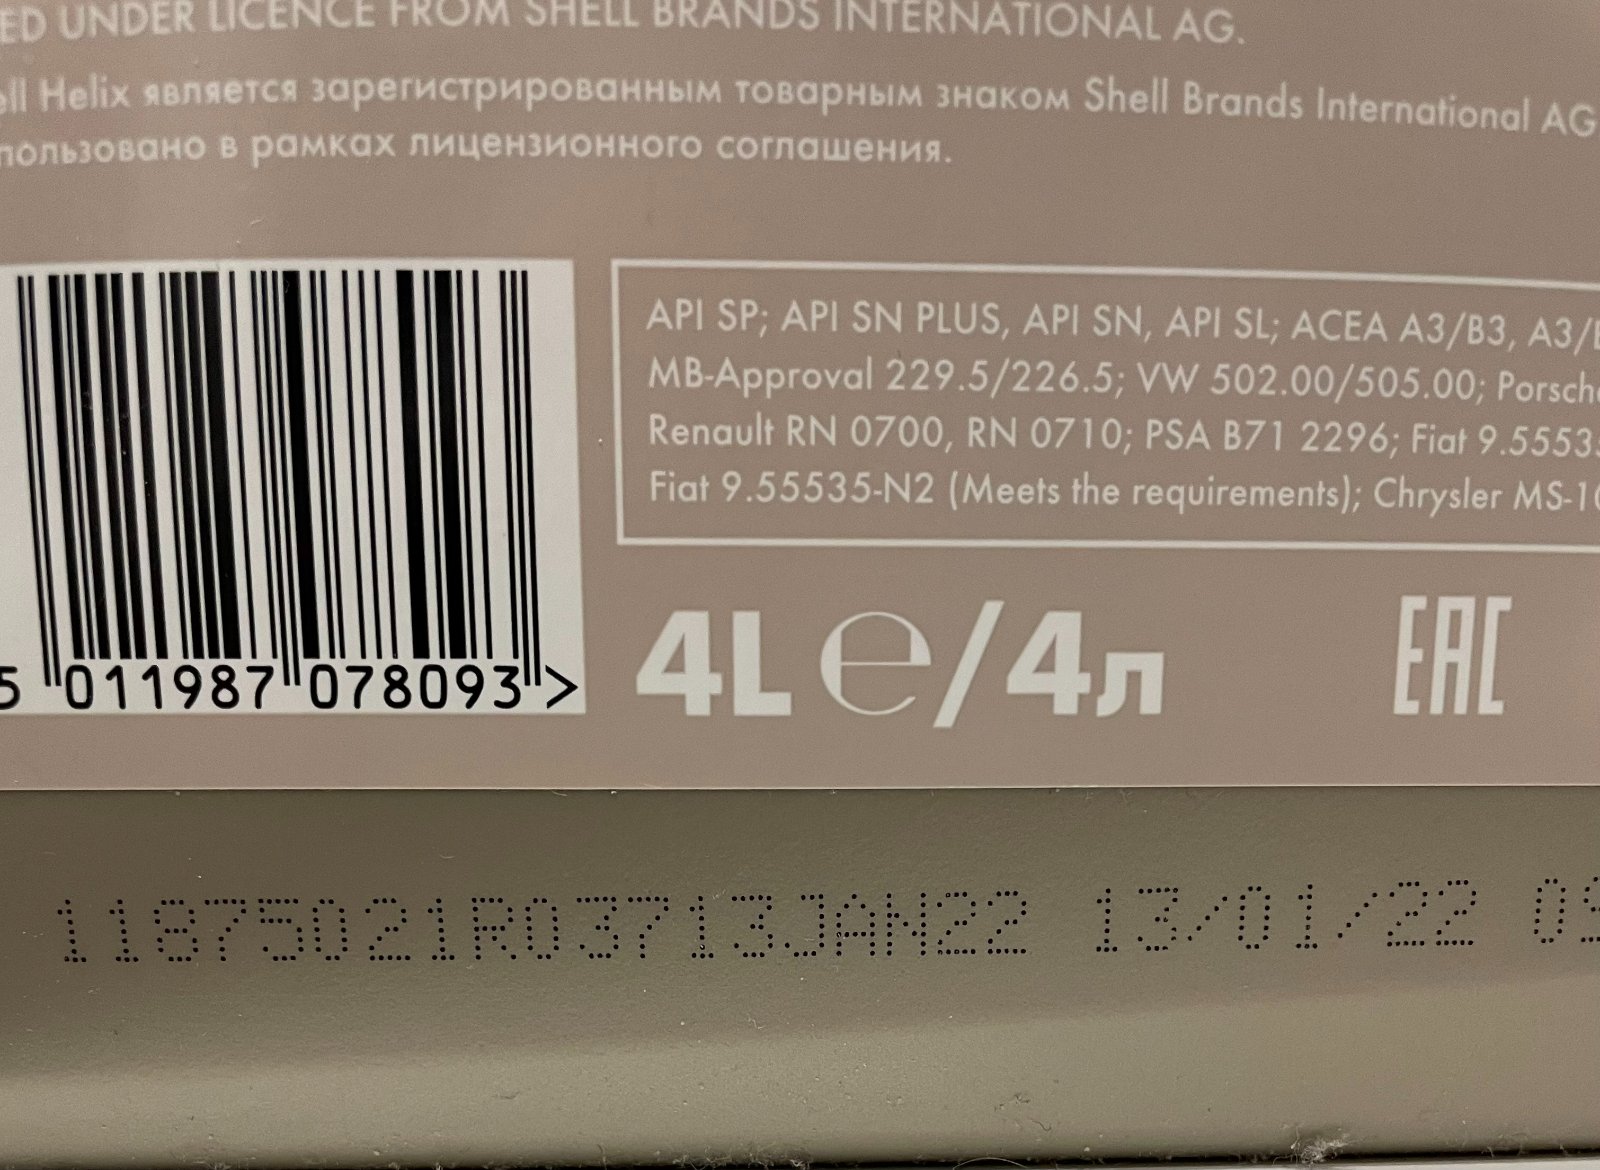 ED UNDER LICENCE FROM SHELL BRANDS INTERNATIONAL AG.
ell Helix является зарегистрированным товарным знаком Shell Brands International AG
пользовано в рамках лицензионного соглашения.
5 011987 078093 >
API SP; API SN PLUS, API SN, API SL; ACEA A3/B3, A3/
MB-Approval 229.5/226.5; VW 502.00/505.00; Porsche
Renault RN 0700, RN 0710; PSA B71 2296; Fiat 9.5553
Fiat 9.55535-N2 (Meets the requirements); Chrysler MS-1
4L e/4л
EAC
11875021R03713JAN22 13/01/22 09